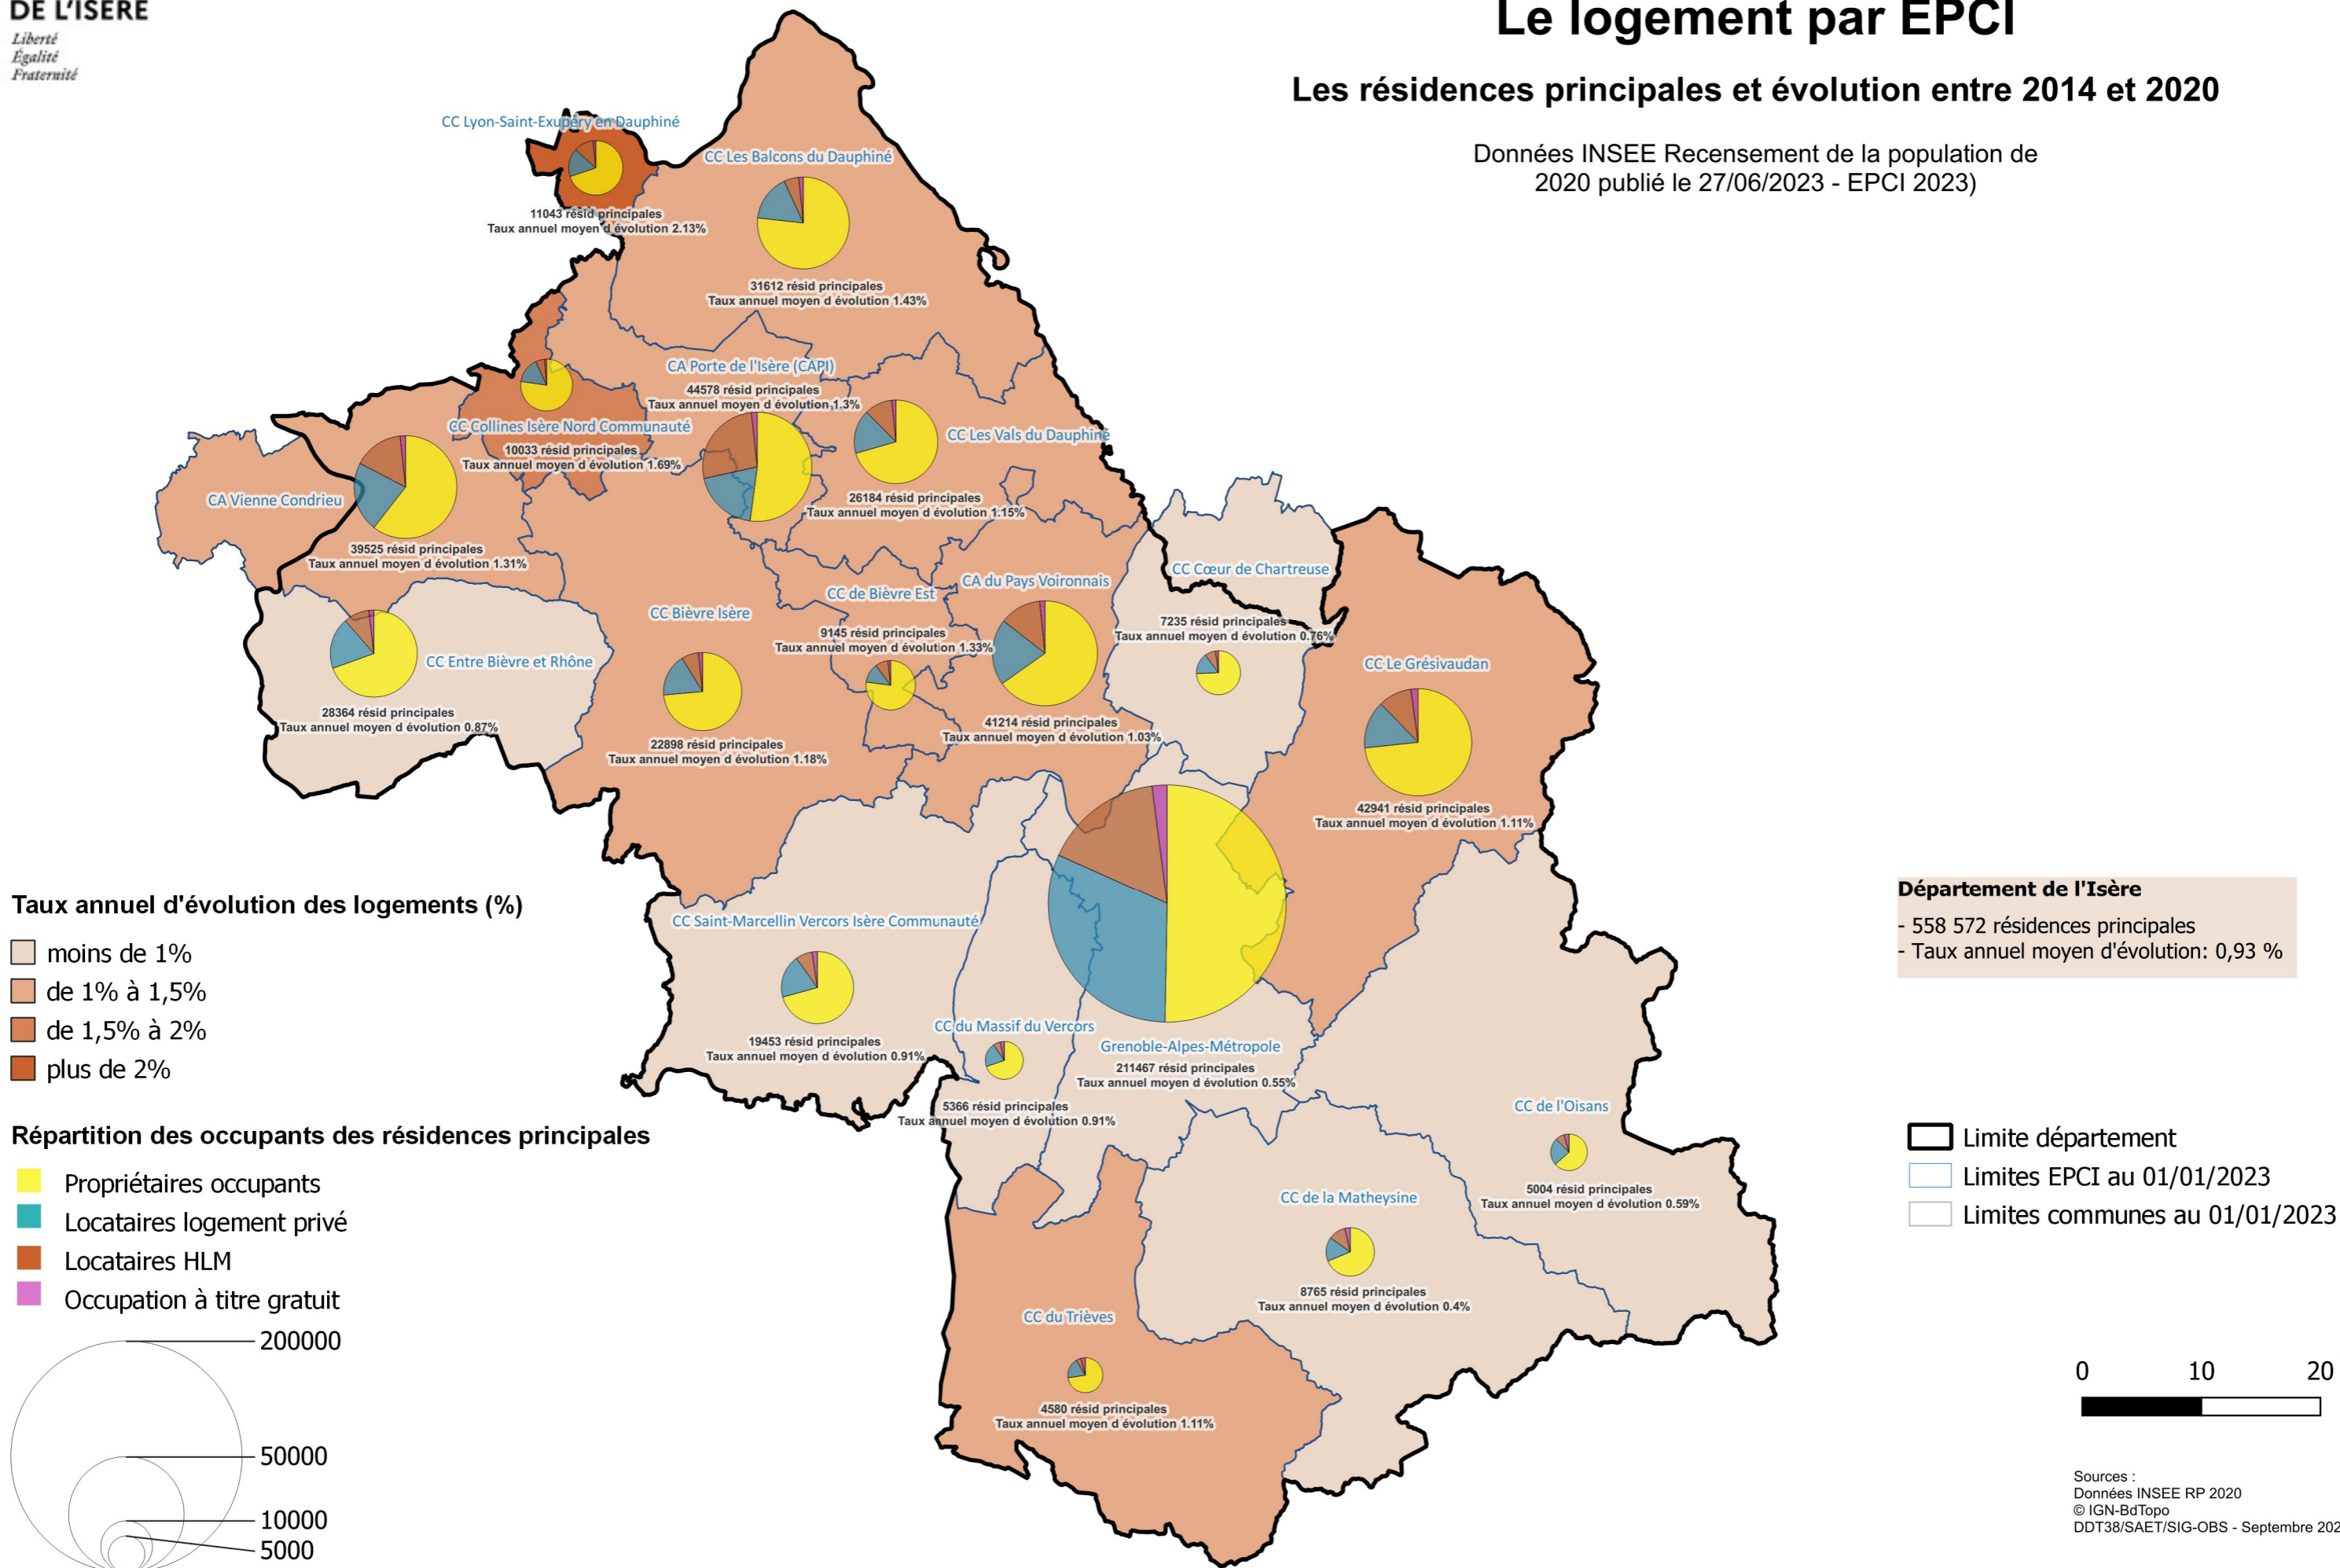 DE L'ISÈRE
Liberté
Égalité
Fraternité
Le logement par EPCI
Les résidences principales et évolution entre 2014 et 2020
Données INSEE Recensement de la population de
2020 publié le 27/06/2023 - EPCI 2023)
CC Lyon-Saint-Exupéry en Dauphiné
11043 résid principales
Taux annuel moyen d évolution 2.13%
CC Les Balcons du Dauphiné
31612 résid principales
Taux annuel moyen d évolution 1.43%
CA Porte de l'Isère (CAPI)
44578 résid principales
Taux annuel moyen d évolution 1.3%
CC Collines Isère Nord Communauté
10033 résid principales
Taux annuel moyen d évolution 1.69%
CC Les Vals du Dauphiné
26184 résid principales
Taux annuel moyen d évolution 1.15%
CA Vienne Condrieu
39525 résid principales
Taux annuel moyen d évolution 1.31%
CC Cœur de Chartreuse
7235 résid principales
Taux annuel moyen d évolution 0.76%
CC de Bièvre Est
9145 résid principales
Taux annuel moyen d évolution 1.33%
CA du Pays Voironnais
41214 résid principales
Taux annuel moyen d évolution 1.03%
CC Bièvre Isère
22898 résid principales
Taux annuel moyen d évolution 1.18%
CC Entre Bièvre et Rhône
28364 résid principales
Taux annuel moyen d évolution 0.87%
CC Le Grésivaudan
42941 résid principales
Taux annuel moyen d évolution 1.11%
CC Saint-Marcellin Vercors Isère Communauté
19453 résid principales
Taux annuel moyen d évolution 0.91%
CC du Massif du Vercors
5366 résid principales
Taux annuel moyen d évolution 0.91%
Grenoble-Alpes-Métropole
211467 résid principales
Taux annuel moyen d évolution 0.55%
CC de l'Oisans
5004 résid principales
Taux annuel moyen d évolution 0.59%
CC de la Matheysine
8765 résid principales
Taux annuel moyen d évolution 0.4%
CC du Trièves
4580 résid principales
Taux annuel moyen d évolution 1.11%
Taux annuel d'évolution des logements (%)
moins de 1%
de 1% à 1,5%
de 1,5% à 2%
plus de 2%
Répartition des occupants des résidences principales
Propriétaires occupants
Locataires logement privé
Locataires HLM
Occupation à titre gratuit
200000
50000
10000
5000
Département de l'Isère
- 558 572 résidences principales
- Taux annuel moyen d'évolution: 0,93 %
Limite département
Limites EPCI au 01/01/2023
Limites communes au 01/01/2023
0 10 20
Sources :
Données INSEE RP 2020
© IGN-BdTopo
DDT38/SAET/SIG-OBS - Septembre 202